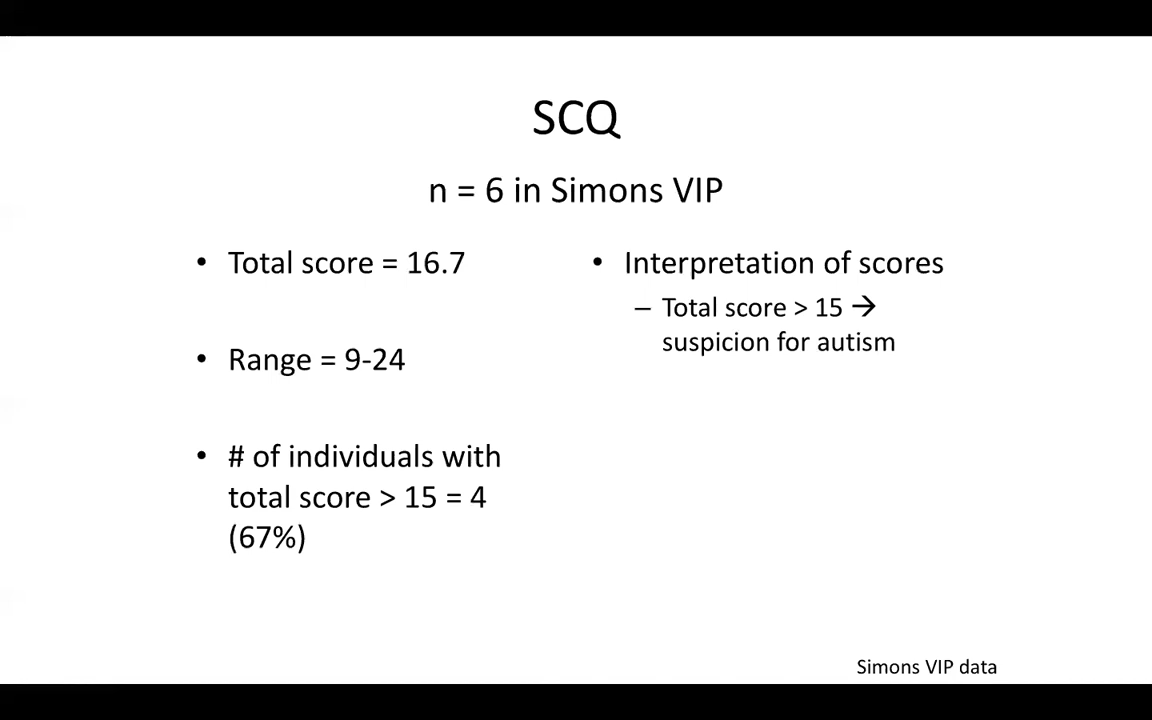 SCQ
n = 6 in Simons VIP
• Total score = 16.7
• Range = 9-24
• # of individuals with
total score > 15 = 4
(67%)
• Interpretation of scores
– Total score > 15 →
suspicion for autism
Simons VIP data